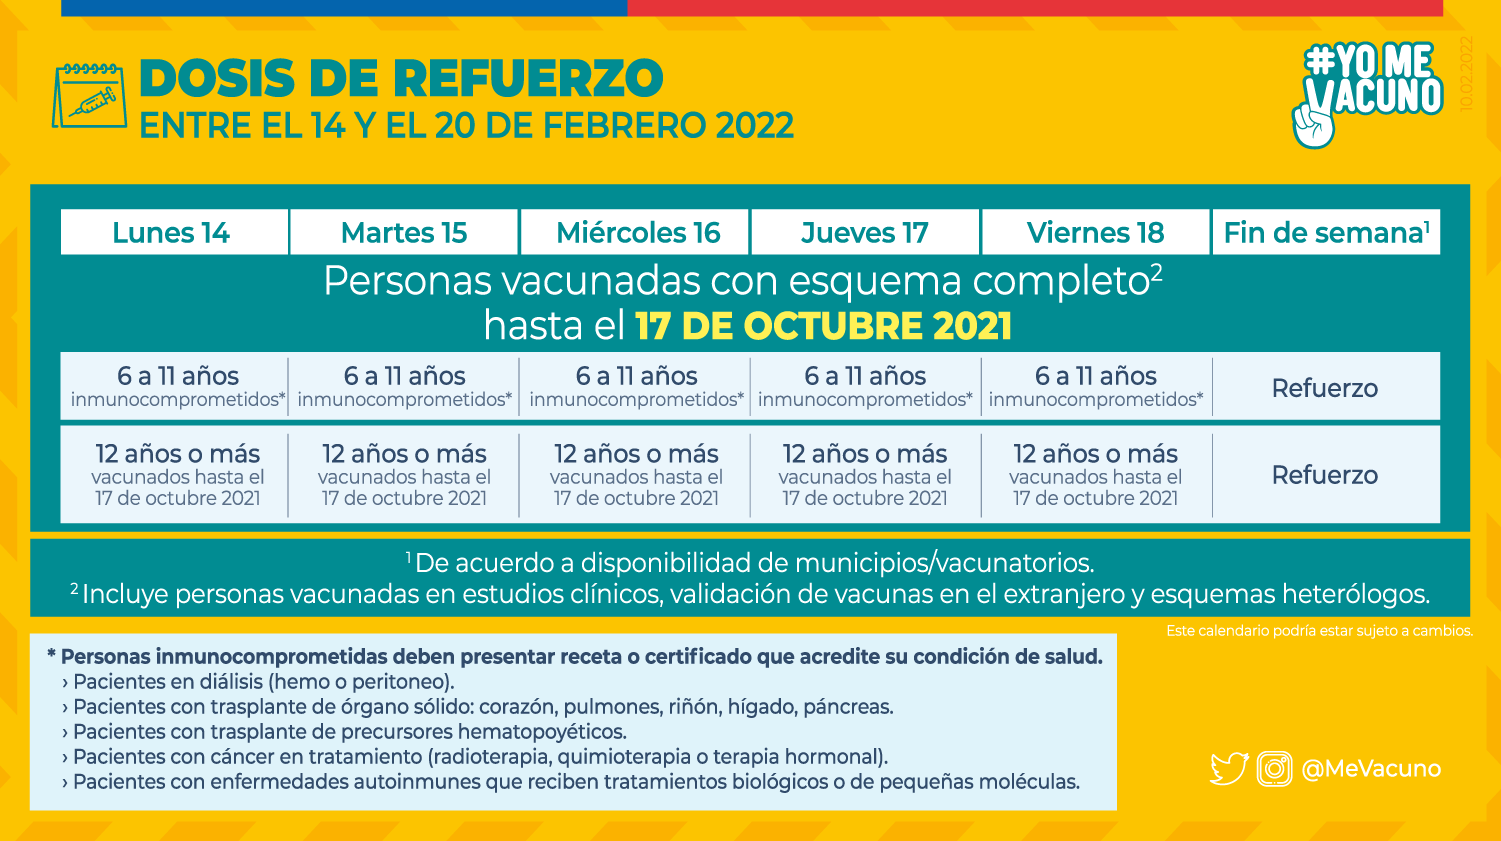 DOSIS DE REFUERZO
ENTRE EL 14 Y EL 20 DE FEBRERO 2022
#YO ME
VACUNO
10.02.2022
Lunes 14 Martes 15 Miércoles 16 Jueves 17 Viernes 18 Fin de semana¹
Personas vacunadas con esquema completo²
hasta el 17 DE OCTUBRE 2021
6 a 11 años 6 a 11 años 6 a 11 años 6 a 11 años 6 a 11 años Refuerzo
inmunocomprometidos* inmunocomprometidos* inmunocomprometidos* inmunocomprometidos* inmunocomprometidos*
12 años o más 12 años o más 12 años o más 12 años o más 12 años o más Refuerzo
vacunados hasta el vacunados hasta el vacunados hasta el vacunados hasta el vacunados hasta el
17 de octubre 2021 17 de octubre 2021 17 de octubre 2021 17 de octubre 2021 17 de octubre 2021
¹ De acuerdo a disponibilidad de municipios/vacunatorios.
² Incluye personas vacunadas en estudios clínicos, validación de vacunas en el extranjero y esquemas heterólogos.
Este calendario podría estar sujeto a cambios.
* Personas inmunocomprometidas deben presentar receta o certificado que acredite su condición de salud.
› Pacientes en diálisis (hemo o peritoneo).
› Pacientes con trasplante de órgano sólido: corazón, pulmones, riñón, hígado, páncreas.
› Pacientes con trasplante de precursores hematopoyéticos.
› Pacientes con cáncer en tratamiento (radioterapia, quimioterapia o terapia hormonal).
› Pacientes con enfermedades autoinmunes que reciben tratamientos biológicos o de pequeñas moléculas.
@MeVacuno